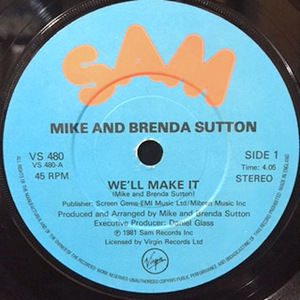 SAM
MIKE AND BRENDA SUTTON
VS 480
VS 480-A
45 RPM
SIDE 1
Time: 4.05
STEREO
WE'LL MAKE IT
(Mike and Brenda Sutton)
Publisher: Screen Gems-EMI Music Ltd/Mibren Music Inc
Produced and Arranged by Mike and Brenda Sutton
Executive Producer: Daniel Glass
℗ 1981 Sam Records Inc
Licensed by Virgin Records Ltd
Virgin